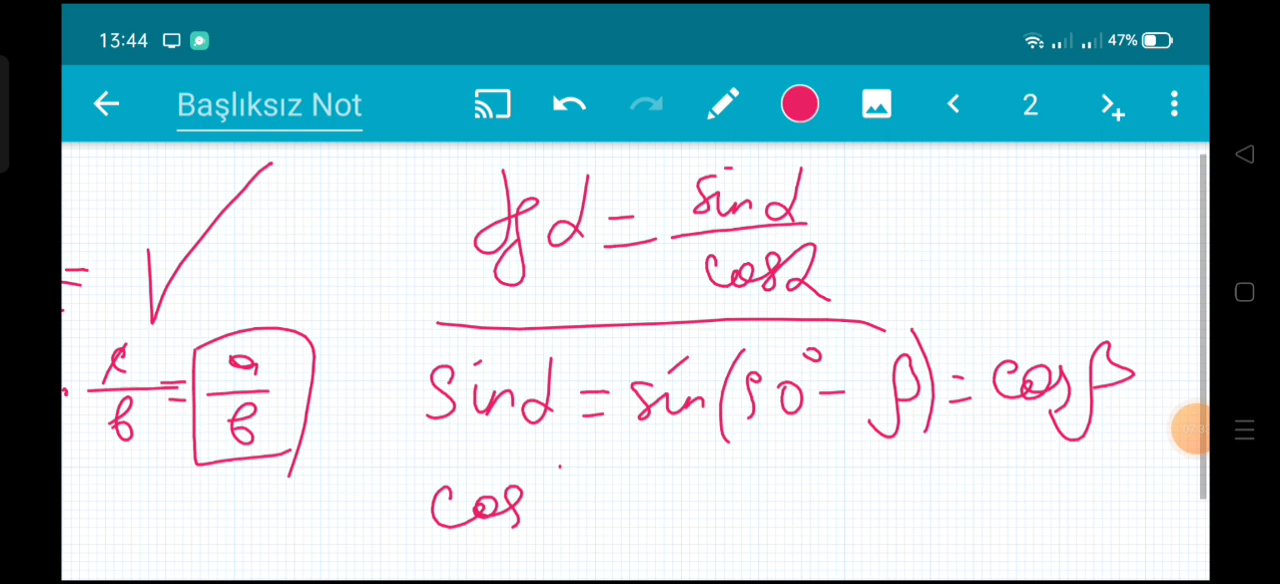 13:44 47%
Başlıksız Not 2
tg α = sin α / cos α
=
· c/b = a/b
Sin α = sin(90° − β) = cos β
cos